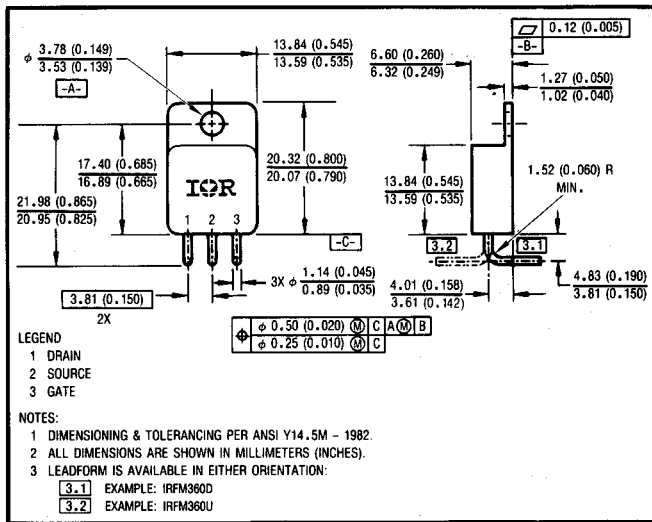 0.12 (0.005)
-B-
3.78 (0.149)
φ
3.53 (0.139)
-A-
13.84 (0.545)
13.59 (0.535)
6.60 (0.260)
6.32 (0.249)
1.27 (0.050)
1.02 (0.040)
17.40 (0.685)
16.89 (0.665)
21.98 (0.865)
20.95 (0.825)
IOR
1 2 3
20.32 (0.800)
20.07 (0.790)
-C-
13.84 (0.545)
13.59 (0.535)
1.52 (0.060) R
MIN.
3.2
3.1
3X φ
1.14 (0.045)
0.89 (0.035)
3.81 (0.150)
2X
4.01 (0.158)
3.61 (0.142)
4.83 (0.190)
3.81 (0.150)
⌖ φ 0.50 (0.020) Ⓜ C A Ⓜ B
φ 0.25 (0.010) Ⓜ C
LEGEND
1 DRAIN
2 SOURCE
3 GATE
NOTES:
1 DIMENSIONING & TOLERANCING PER ANSI Y14.5M - 1982.
2 ALL DIMENSIONS ARE SHOWN IN MILLIMETERS (INCHES).
3 LEADFORM IS AVAILABLE IN EITHER ORIENTATION:
3.1 EXAMPLE: IRFM360D
3.2 EXAMPLE: IRFM360U